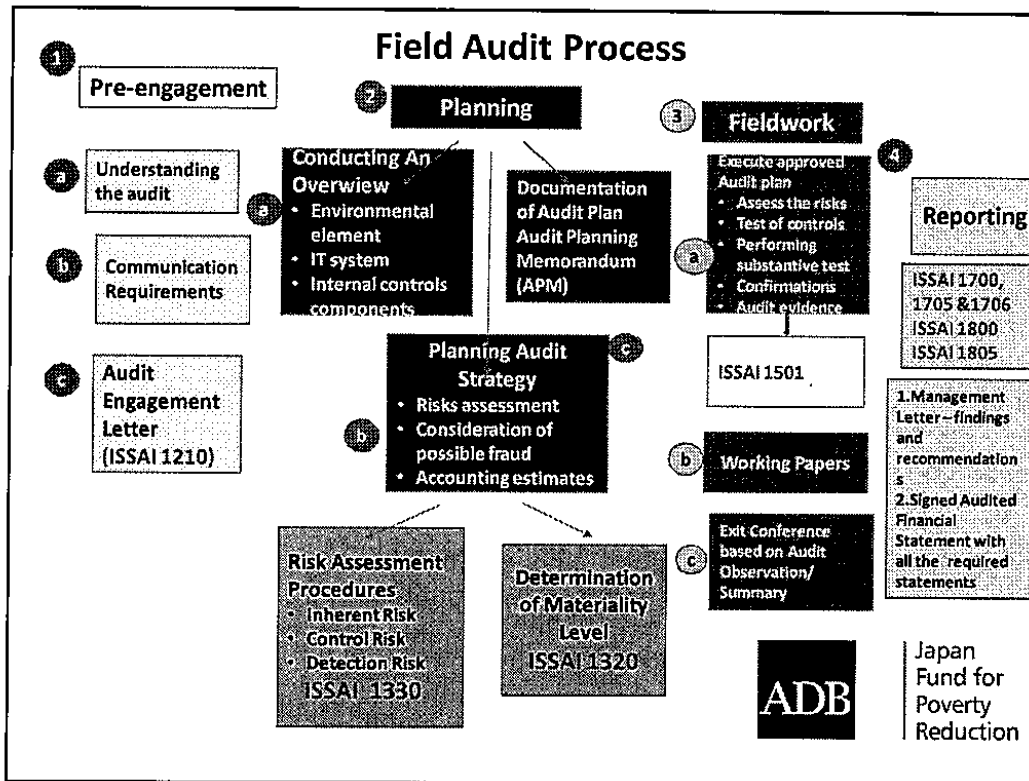 Field Audit Process
1
Pre-engagement
a
Understanding
the audit
b
Communication
Requirements
c
Audit
Engagement
Letter
(ISSAI 1210)
2
Planning
a
Conducting An
Overwiew
• Environmental
element
• IT system
• Internal controls
components
Documentation
of Audit Plan
Audit Planning
Memorandum
(APM)
c
b
Planning Audit
Strategy
• Risks assessment
• Consideration of
possible fraud
• Accounting estimates
Risk Assessment
Procedures
• Inherent Risk
• Control Risk
• Detection Risk
ISSAI 1330
Determination
of Materiality
Level
ISSAI 1320
3
Fieldwork
a
Execute approved
Audit plan
• Assess the risks
• Test of controls
• Performing
substantive test
• Confirmations
• Audit evidence
ISSAI 1501
b
Working Papers
c
Exit Conference
based on Audit
Observation/
Summary
4
Reporting
ISSAI 1700,
1705 &1706
ISSAI 1800
ISSAI 1805
1.Management
Letter–findings
and
recommendation
s
2.Signed Audited
Financial
Statement with
all the required
statements
ADB
Japan
Fund for
Poverty
Reduction